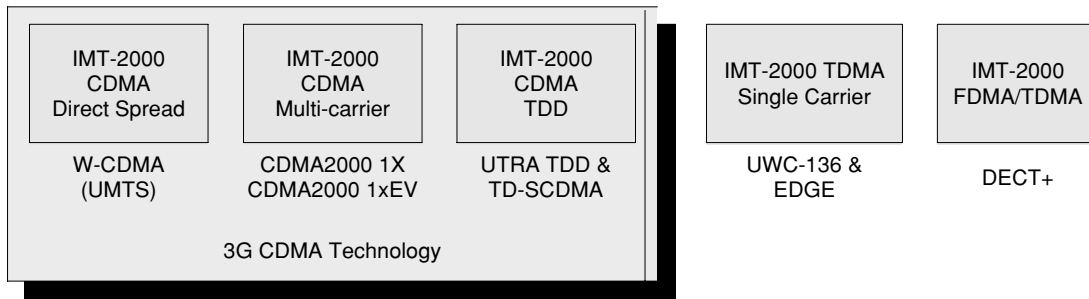 IMT-2000
CDMA
Direct Spread
W-CDMA
(UMTS)
IMT-2000
CDMA
Multi-carrier
CDMA2000 1X
CDMA2000 1xEV
IMT-2000
CDMA
TDD
UTRA TDD &
TD-SCDMA
3G CDMA Technology
IMT-2000 TDMA
Single Carrier
UWC-136 &
EDGE
IMT-2000
FDMA/TDMA
DECT+